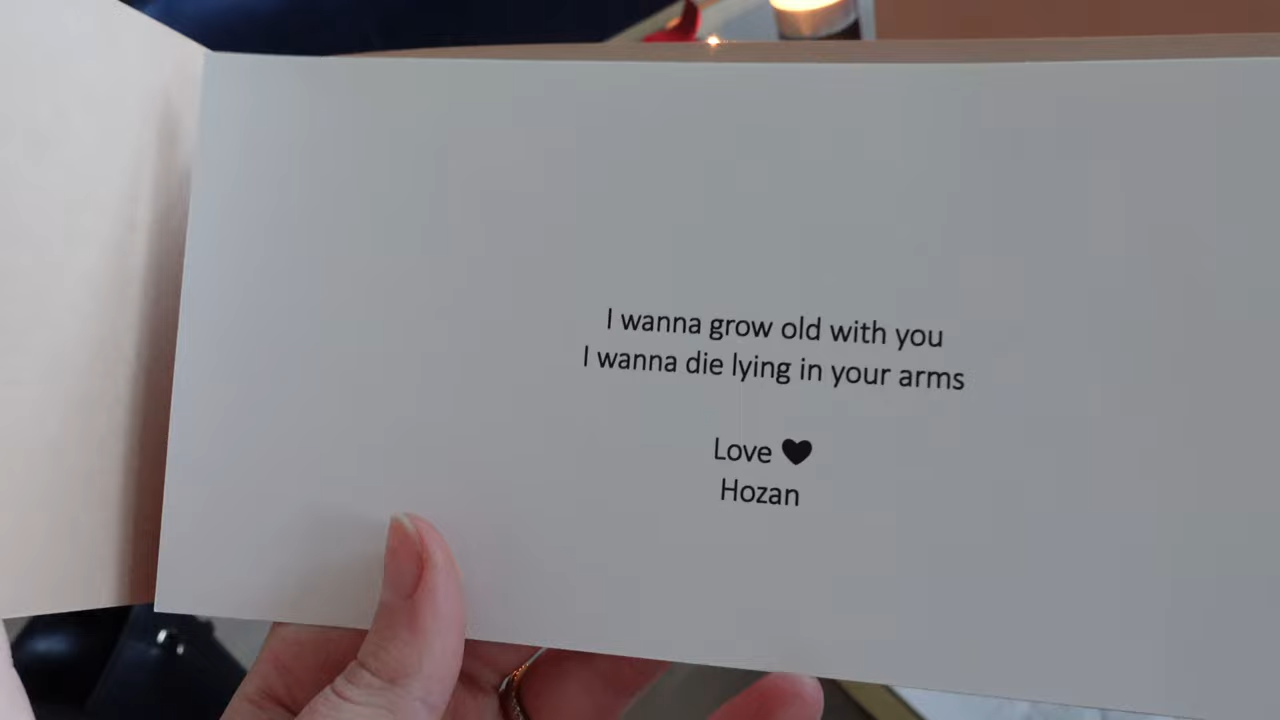 I wanna grow old with you
I wanna die lying in your arms
Love ♥
Hozan